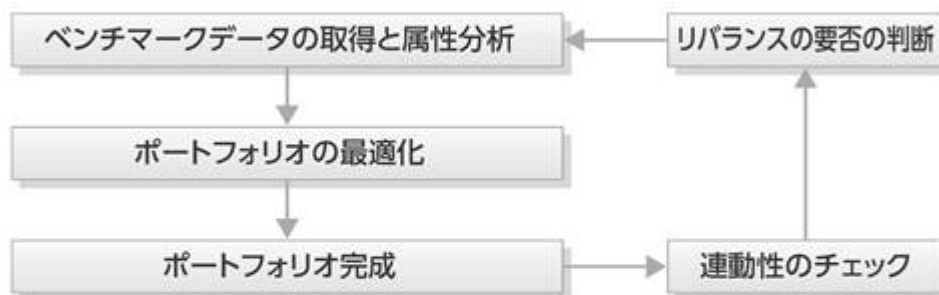 ベンチマークデータの取得と属性分析
リバランスの要否の判断
ポートフォリオの最適化
ポートフォリオ完成
連動性のチェック